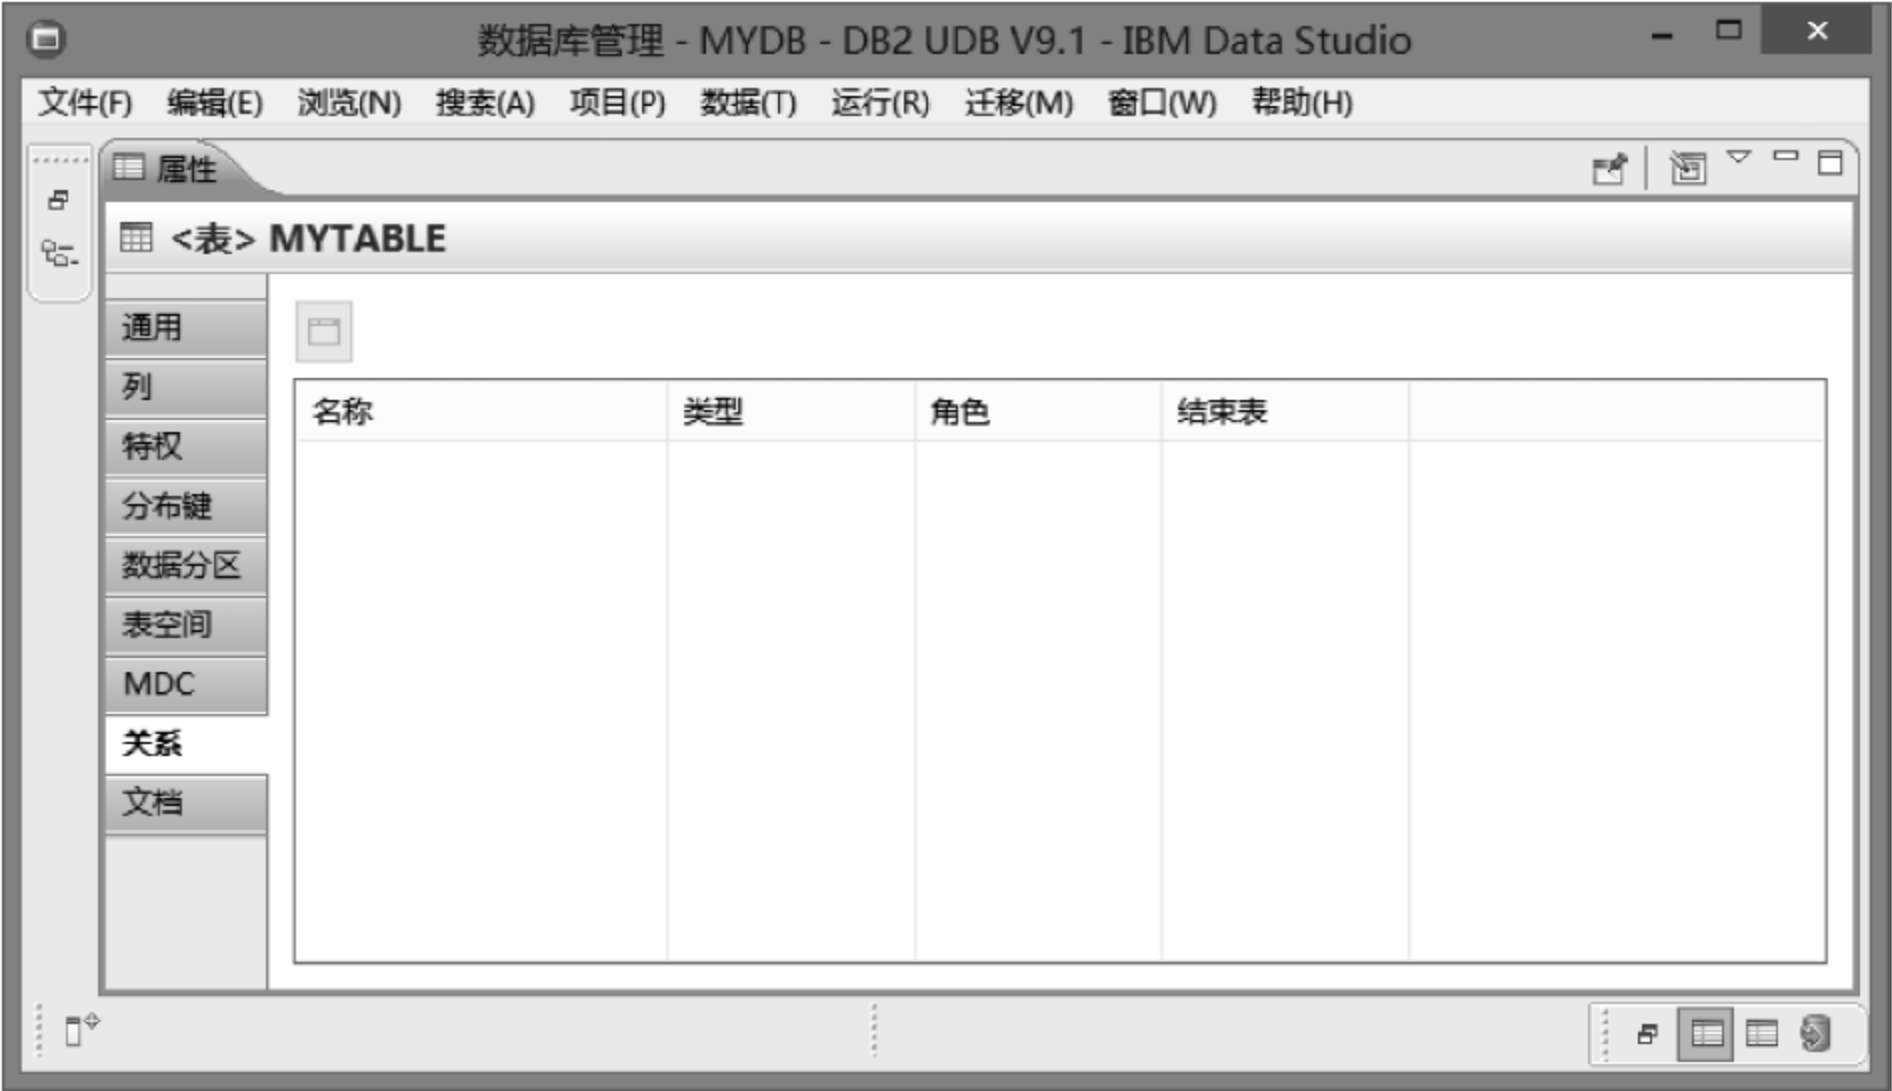 数据库管理 - MYDB - DB2 UDB V9.1 - IBM Data Studio
文件(F) 编辑(E) 浏览(N) 搜索(A) 项目(P) 数据(T) 运行(R) 迁移(M) 窗口(W) 帮助(H)
属性
<表> MYTABLE
通用
列
特权
分布键
数据分区
表空间
MDC
关系
文档
名称 类型 角色 结束表